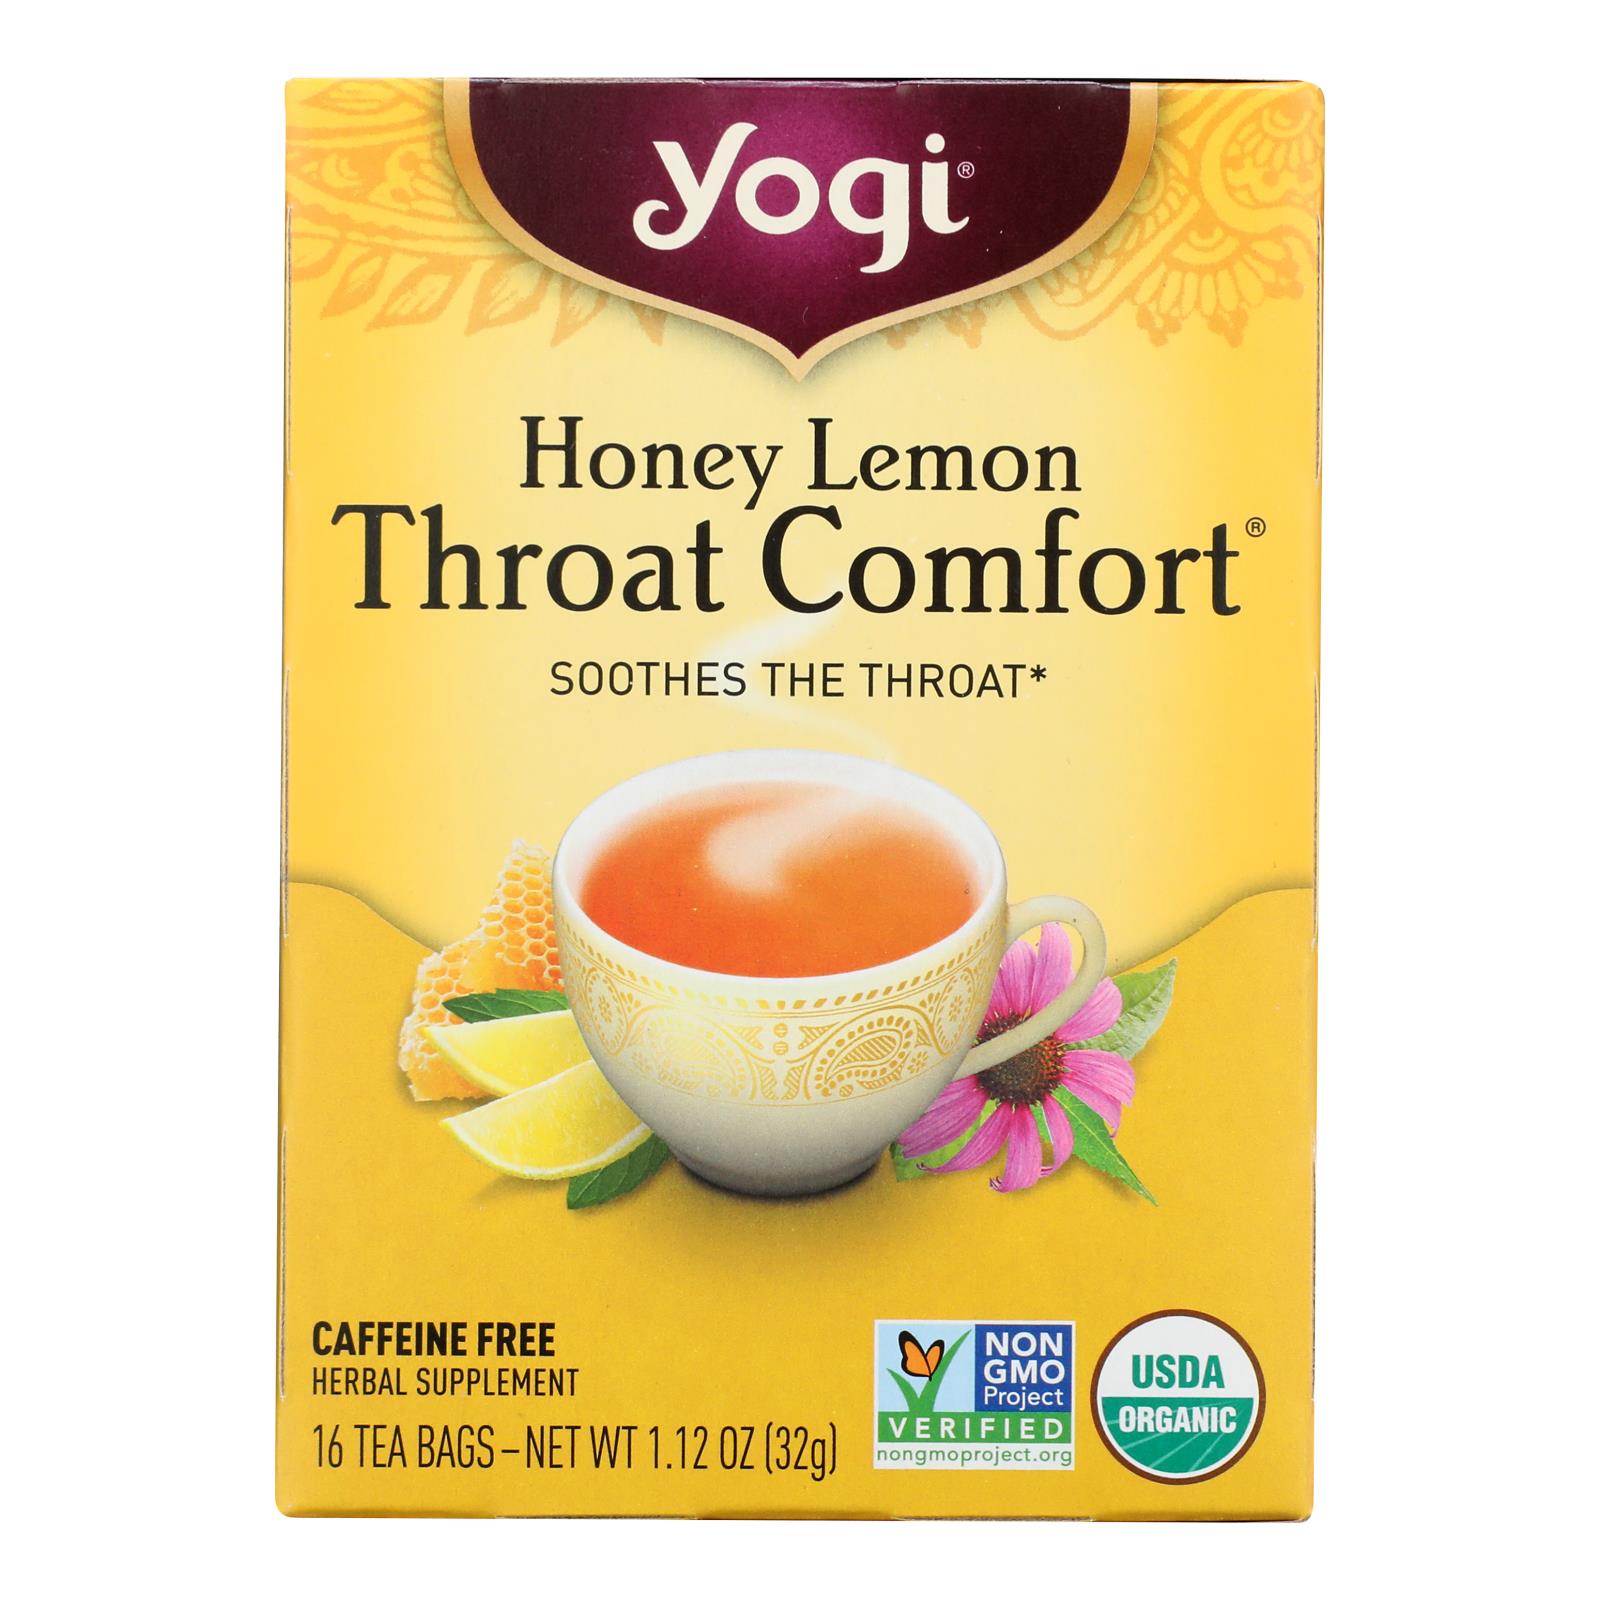 yogi®
Honey Lemon
Throat Comfort®
SOOTHES THE THROAT*
CAFFEINE FREE
HERBAL SUPPLEMENT
16 TEA BAGS – NET WT 1.12 OZ (32g)
NON
GMO
Project
VERIFIED
nongmoproject.org
USDA
ORGANIC